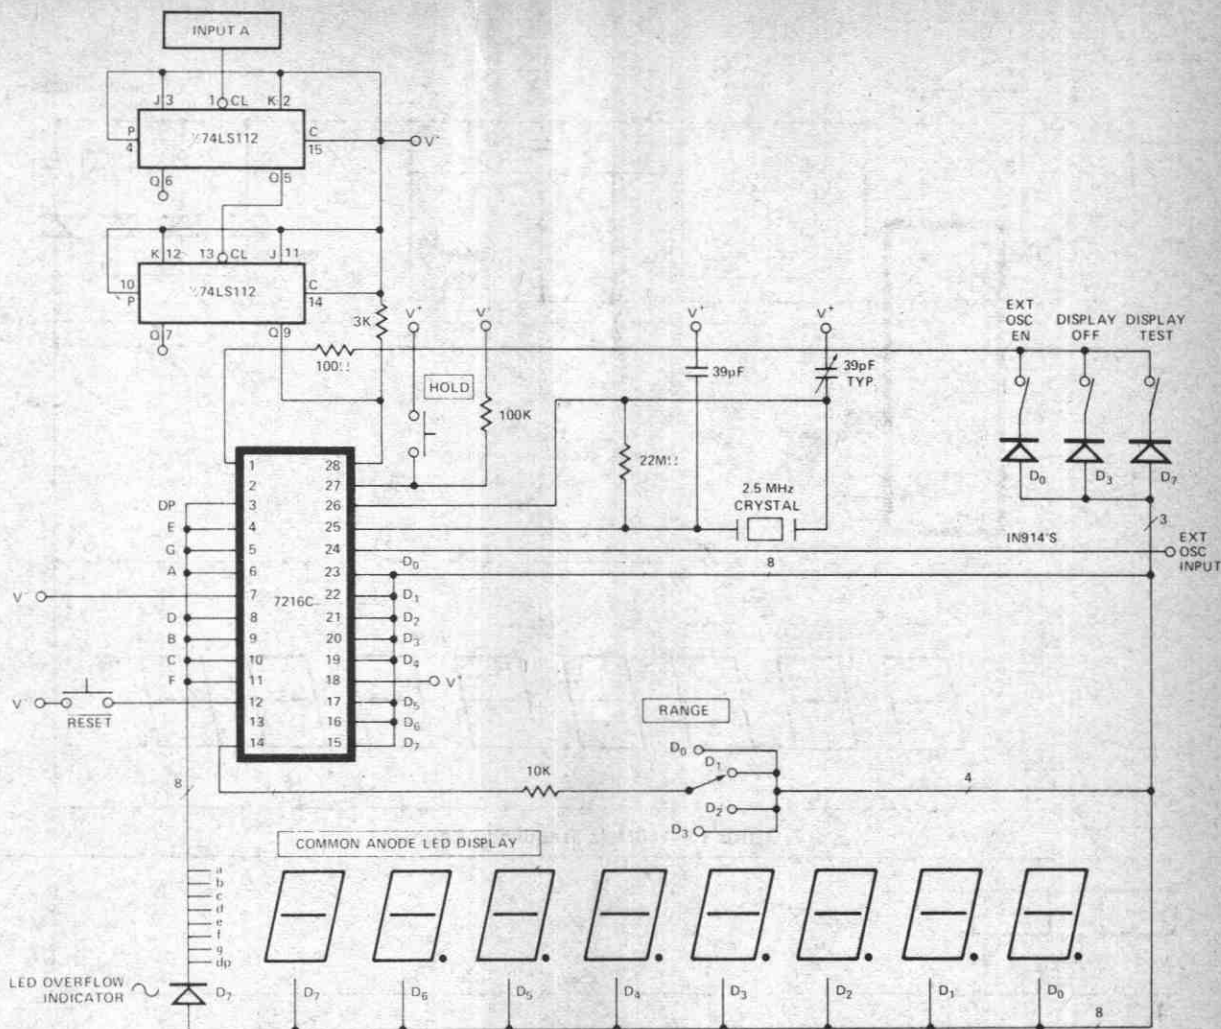 INPUT A
J 3 1 CL K 2
P
4
74LS112
C
15
V
Q 6 Q 5
K 12 13 CL J 11
10
P
74LS112
C
14
Q 7 Q 9
3K
100Ω
V+
V+
V+
V+
HOLD
100K
39pF
39pF
TYP.
22MΩ
2.5 MHz
CRYSTAL
EXT
OSC
EN
DISPLAY
OFF
DISPLAY
TEST
D0 D3 D7
IN914'S
3
EXT
OSC
INPUT
8
7216C
1 28
2 27
DP 3 26
E 4 25
G 5 24
A 6 23 D0
V- 7 22 D1
D 8 21 D2
B 9 20 D3
C 10 19 D4
F 11 18 V+
V- RESET 12 17 D5
13 16 D6
14 15 D7
8
10K
RANGE
D0
D1
D2
D3
4
COMMON ANODE LED DISPLAY
a
b
c
d
e
f
g
dp
LED OVERFLOW
INDICATOR
D7 D7 D6 D5 D4 D3 D2 D1 D0
8